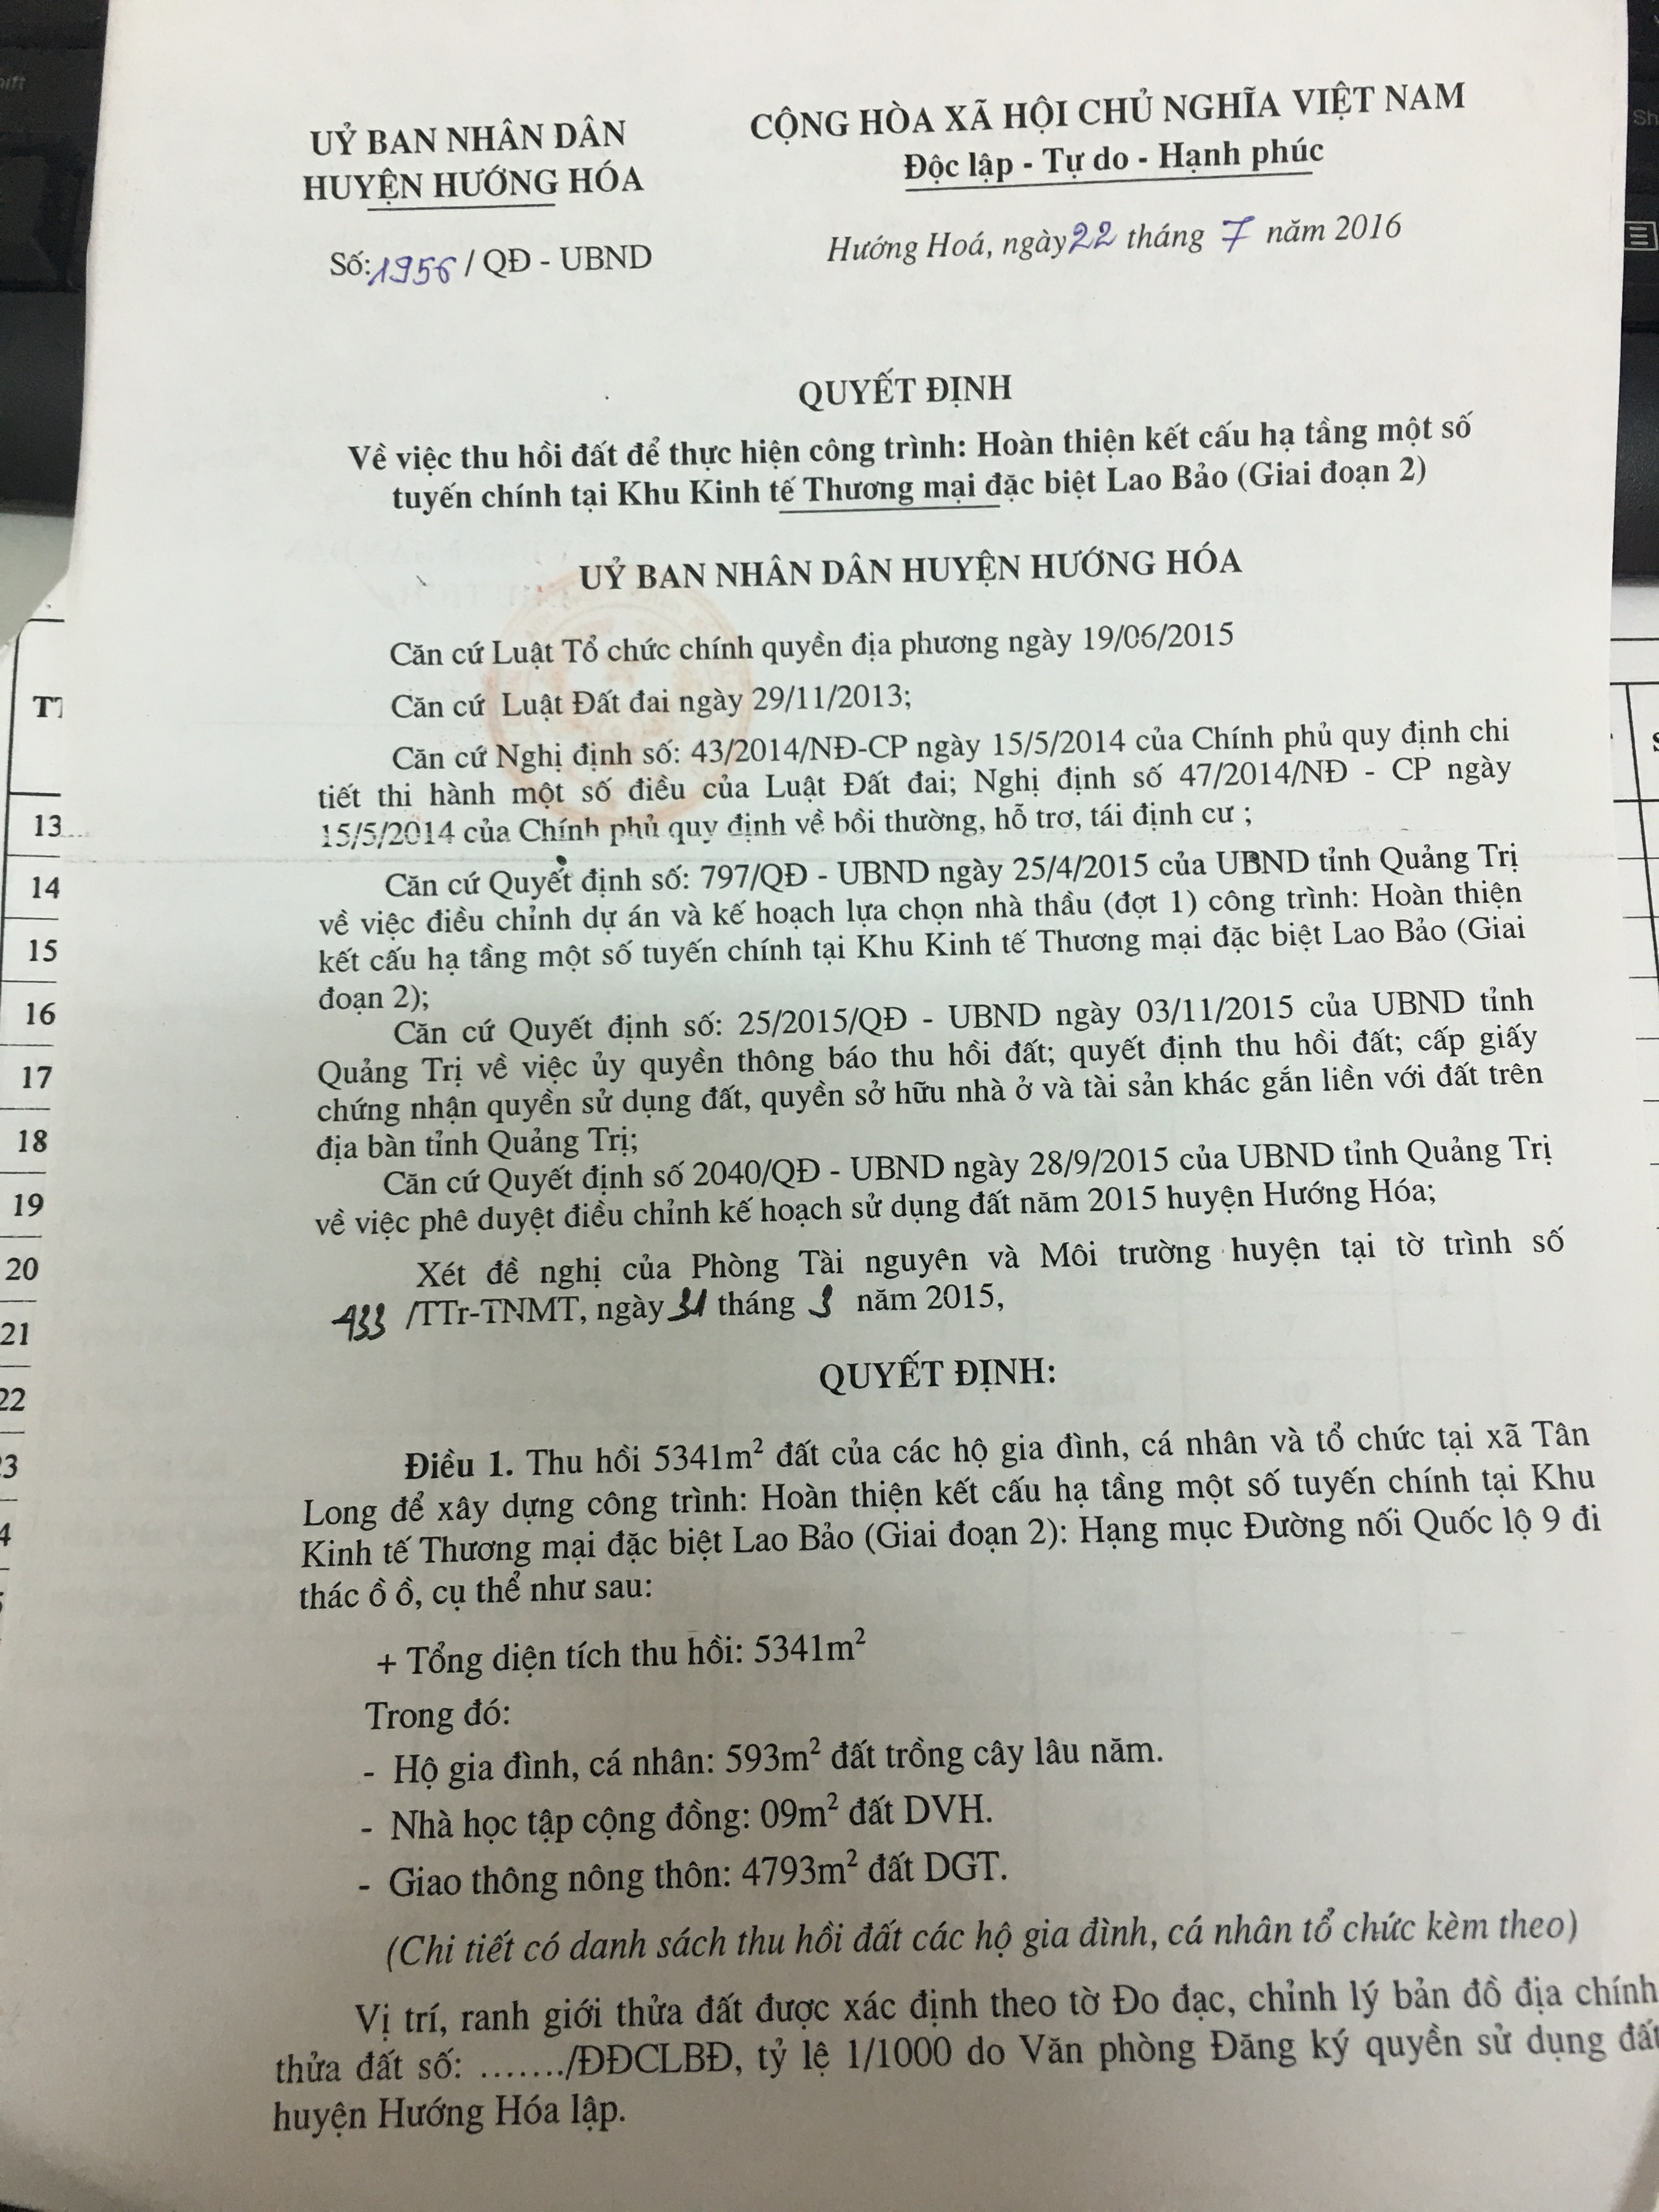 UỶ BAN NHÂN DÂN
HUYỆN HƯỚNG HÓA
CỘNG HÒA XÃ HỘI CHỦ NGHĨA VIỆT NAM
Độc lập - Tự do - Hạnh phúc
Số: 1956 / QĐ - UBND
Hướng Hoá, ngày 22 tháng 7 năm 2016
QUYẾT ĐỊNH
Về việc thu hồi đất để thực hiện công trình: Hoàn thiện kết cấu hạ tầng một số
tuyến chính tại Khu Kinh tế Thương mại đặc biệt Lao Bảo (Giai đoạn 2)
UỶ BAN NHÂN DÂN HUYỆN HƯỚNG HÓA
Căn cứ Luật Tổ chức chính quyền địa phương ngày 19/06/2015
Căn cứ Luật Đất đai ngày 29/11/2013;
Căn cứ Nghị định số: 43/2014/NĐ-CP ngày 15/5/2014 của Chính phủ quy định chi
tiết thi hành một số điều của Luật Đất đai; Nghị định số 47/2014/NĐ - CP ngày
15/5/2014 của Chính phủ quy định về bồi thường, hỗ trợ, tái định cư ;
Căn cứ Quyết định số: 797/QĐ - UBND ngày 25/4/2015 của UBND tỉnh Quảng Trị
về việc điều chỉnh dự án và kế hoạch lựa chọn nhà thầu (đợt 1) công trình: Hoàn thiện
kết cấu hạ tầng một số tuyến chính tại Khu Kinh tế Thương mại đặc biệt Lao Bảo (Giai
đoạn 2);
Căn cứ Quyết định số: 25/2015/QĐ - UBND ngày 03/11/2015 của UBND tỉnh
Quảng Trị về việc ủy quyền thông báo thu hồi đất; quyết định thu hồi đất; cấp giấy
chứng nhận quyền sử dụng đất, quyền sở hữu nhà ở và tài sản khác gắn liền với đất trên
địa bàn tỉnh Quảng Trị;
Căn cứ Quyết định số 2040/QĐ - UBND ngày 28/9/2015 của UBND tỉnh Quảng Trị
về việc phê duyệt điều chỉnh kế hoạch sử dụng đất năm 2015 huyện Hướng Hóa;
Xét đề nghị của Phòng Tài nguyên và Môi trường huyện tại tờ trình số
/TTr-TNMT, ngày 31 tháng năm 2015,
QUYẾT ĐỊNH:
Điều 1. Thu hồi 5341m² đất của các hộ gia đình, cá nhân và tổ chức tại xã Tân
Long để xây dựng công trình: Hoàn thiện kết cấu hạ tầng một số tuyến chính tại Khu
Kinh tế Thương mại đặc biệt Lao Bảo (Giai đoạn 2): Hạng mục Đường nối Quốc lộ 9 đi
thác ồ ồ, cụ thể như sau:
+ Tổng diện tích thu hồi: 5341m²
Trong đó:
- Hộ gia đình, cá nhân: 593m² đất trồng cây lâu năm.
- Nhà học tập cộng đồng: 09m² đất DVH.
- Giao thông nông thôn: 4793m² đất DGT.
(Chi tiết có danh sách thu hồi đất các hộ gia đình, cá nhân tổ chức kèm theo)
Vị trí, ranh giới thửa đất được xác định theo tờ Đo đạc, chỉnh lý bản đồ địa chính
thửa đất số: ......./ĐĐCLBĐ, tỷ lệ 1/1000 do Văn phòng Đăng ký quyền sử dụng đất
huyện Hướng Hóa lập.
13
14
15
16
17
18
19
20
21
22